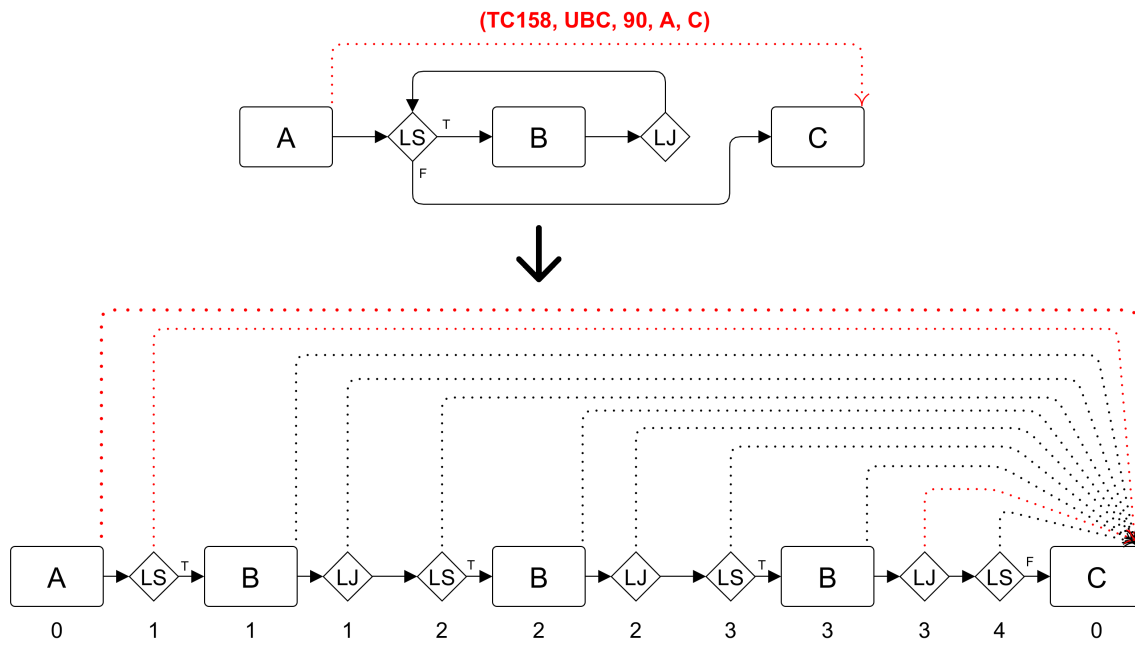 (TC158, UBC, 90, A, C)
A LS T B LJ C
F
A LS T B LJ LS T B LJ LS T B LJ LS F C
0 1 1 1 2 2 2 3 3 3 4 0